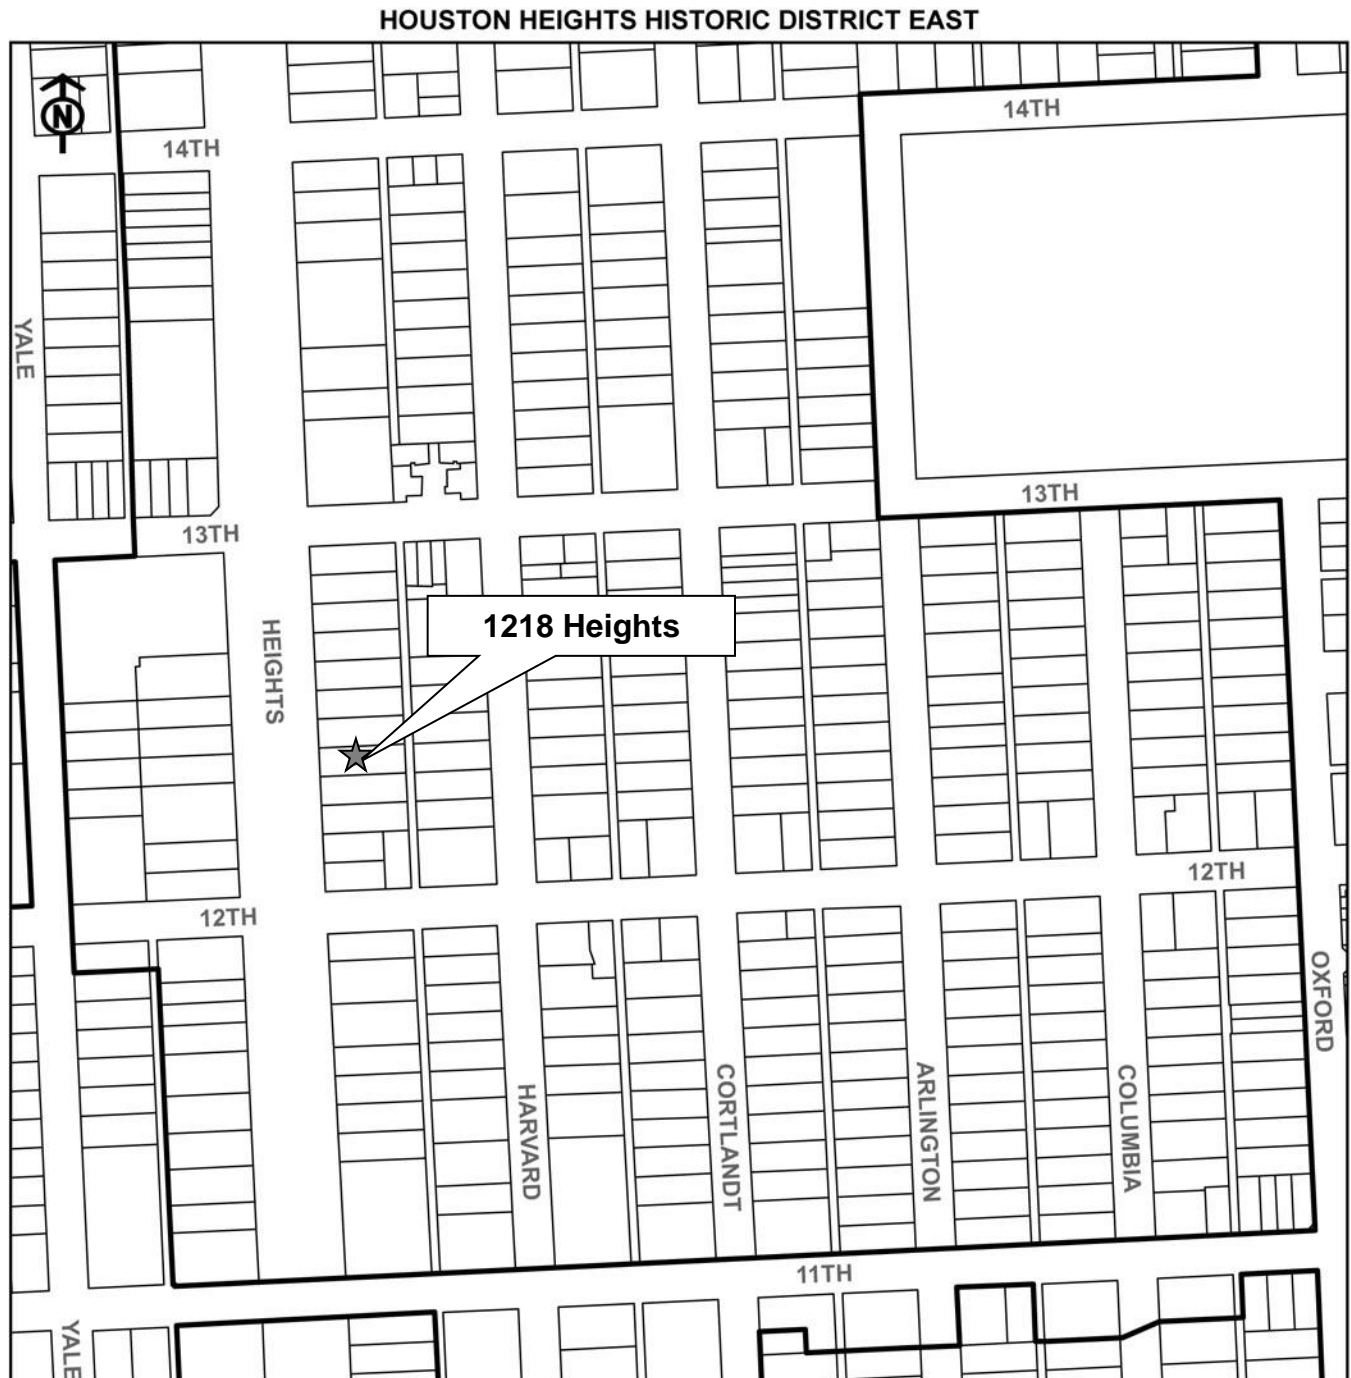 HOUSTON HEIGHTS HISTORIC DISTRICT EAST
N
14TH
14TH
YALE
13TH
13TH
1218 Heights
HEIGHTS
12TH
12TH
OXFORD
HARVARD
CORTLANDT
ARLINGTON
COLUMBIA
11TH
YALE